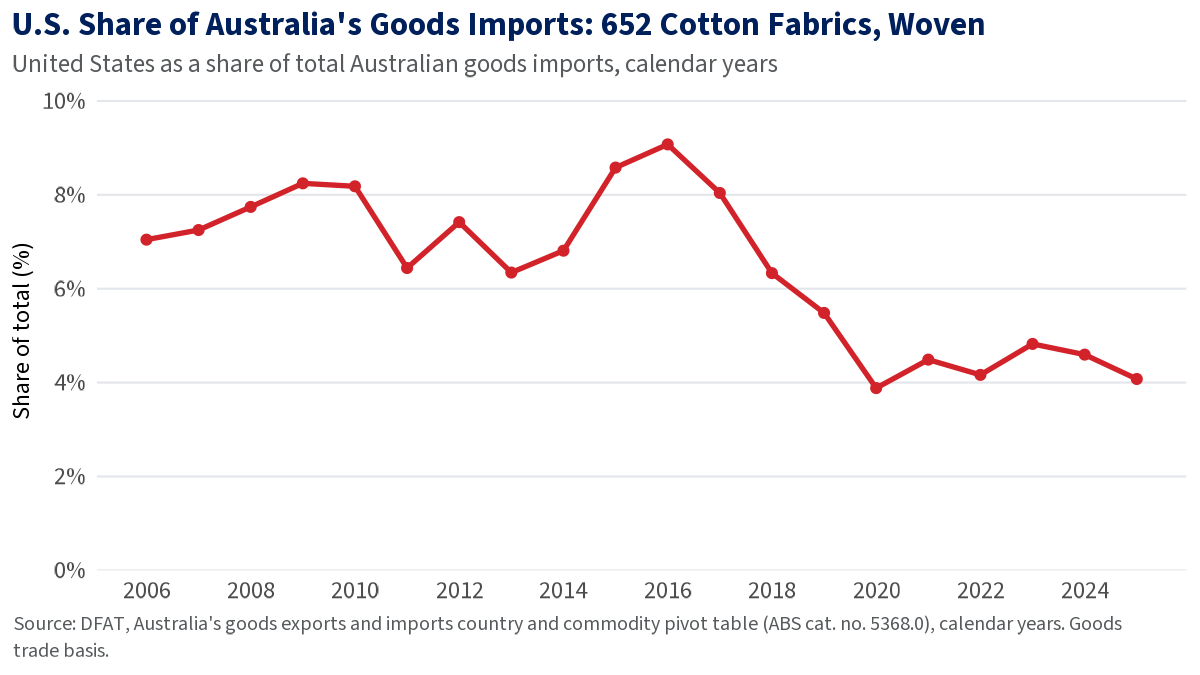 U.S. Share of Australia's Goods Imports: 652 Cotton Fabrics, Woven
United States as a share of total Australian goods imports, calendar years
Share of total (%)
10%
8%
6%
4%
2%
0%
2006 2008 2010 2012 2014 2016 2018 2020 2022 2024
Source: DFAT, Australia's goods exports and imports country and commodity pivot table (ABS cat. no. 5368.0), calendar years. Goods
trade basis.